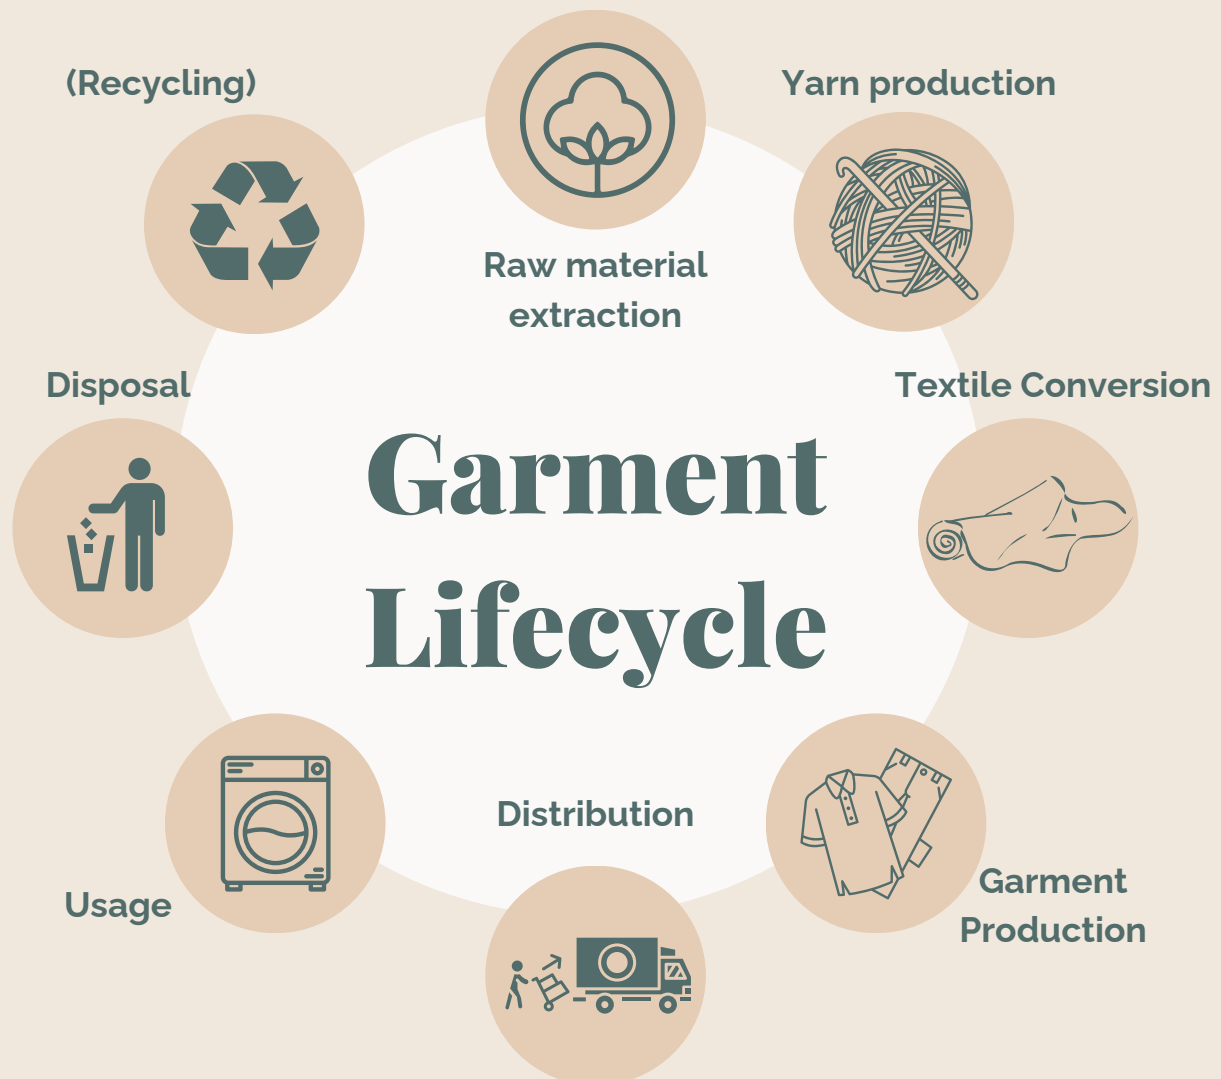 (Recycling)
Yarn production
Raw material
extraction
Disposal
Textile Conversion
Garment
Lifecycle
Distribution
Usage
Garment
Production